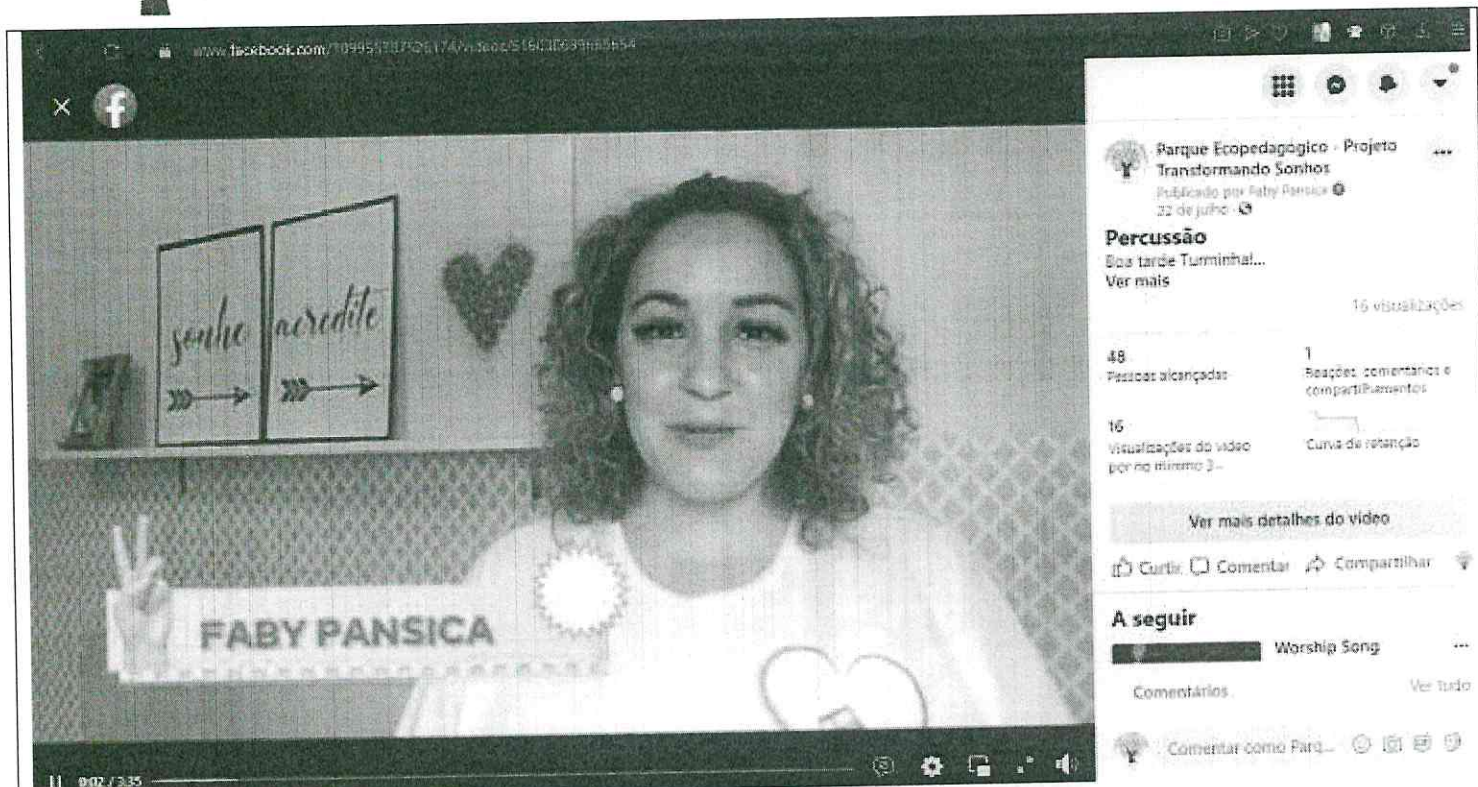 www.facebook.com/
sonhe acredite
FABY PANSICA
0:02 / 3:35
Parque Ecopedagógico - Projeto
Transformando Sonhos
Publicado por Faby Pansica
22 de julho
Percussão
Boa tarde Turminha!...
Ver mais
16 visualizações
48
Pessoas alcançadas
1
Reações, comentários e
compartilhamentos
16
Visualizações do vídeo
por no mínimo 3...
Curva de retenção
Ver mais detalhes do vídeo
Curtir Comentar Compartilhar
A seguir
Worship Song
Comentários
Ver tudo
Comentar como Parq...